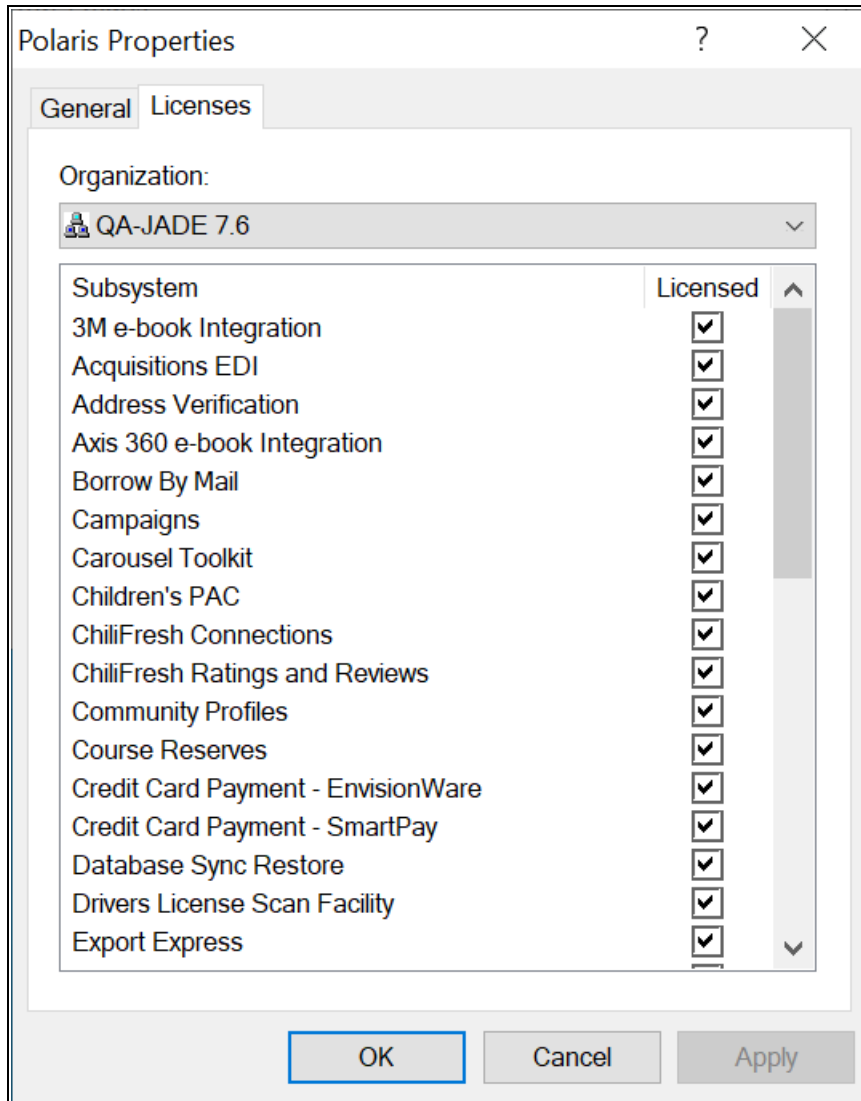 Polaris Properties ?
General Licenses
Organization:
QA-JADE 7.6
Subsystem Licensed
3M e-book Integration
Acquisitions EDI
Address Verification
Axis 360 e-book Integration
Borrow By Mail
Campaigns
Carousel Toolkit
Children's PAC
ChiliFresh Connections
ChiliFresh Ratings and Reviews
Community Profiles
Course Reserves
Credit Card Payment - EnvisionWare
Credit Card Payment - SmartPay
Database Sync Restore
Drivers License Scan Facility
Export Express
OK Cancel Apply